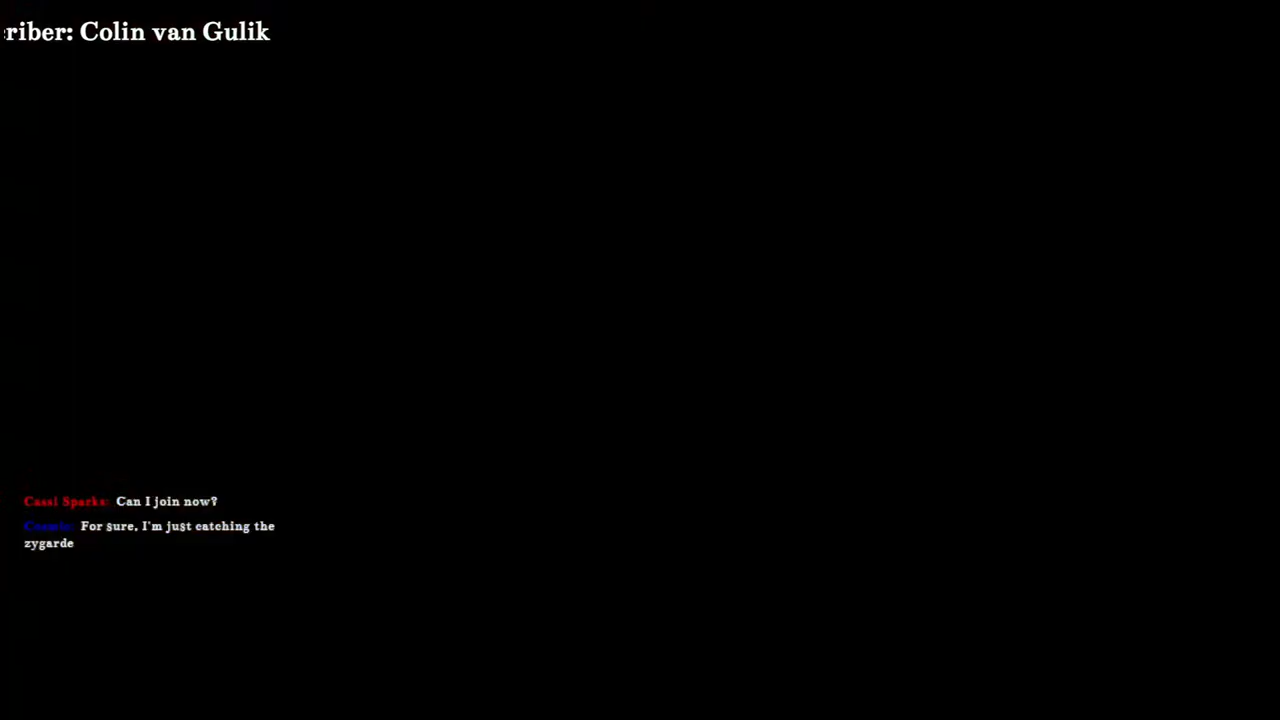 riber: Colin van Gulik
Cassi Sparks: Can I join now?
For sure, I'm just catching the
zygarde